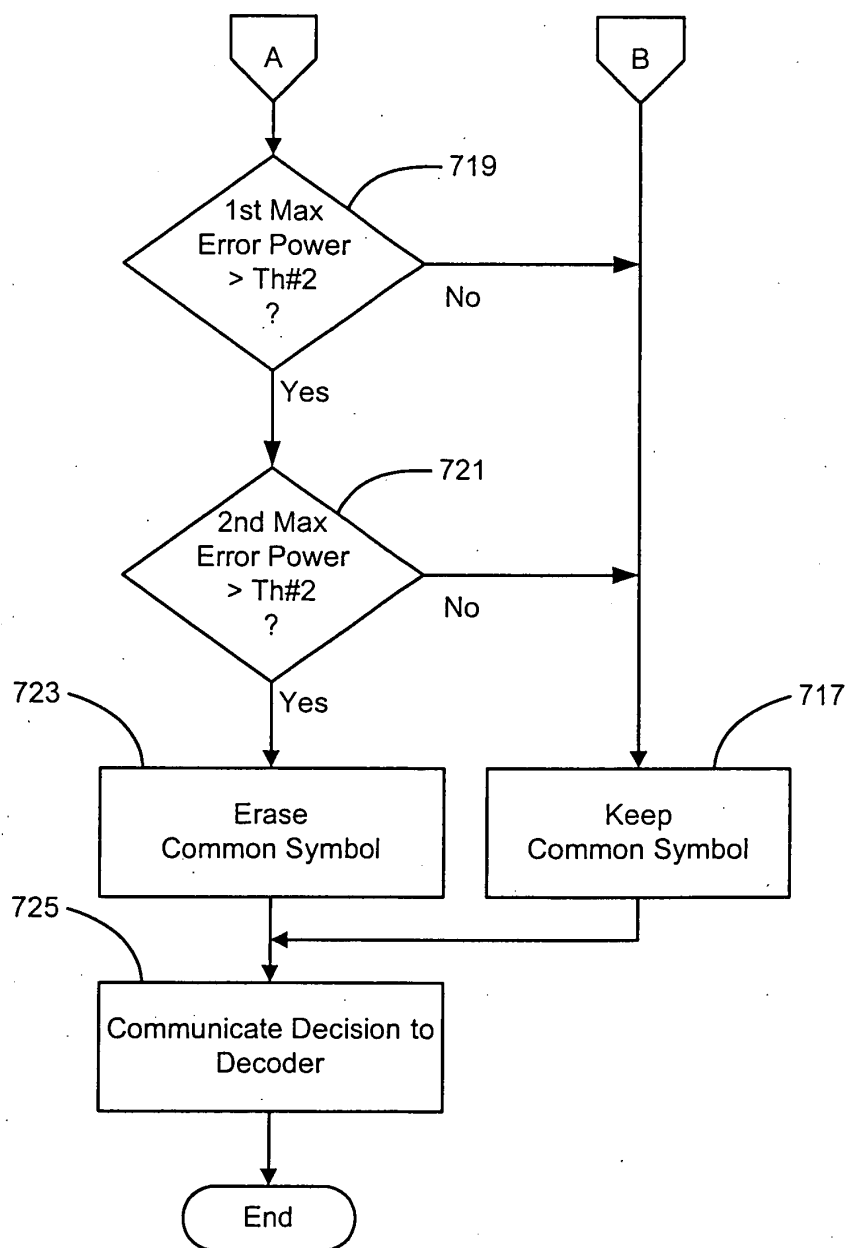 A
B
719
1st Max
Error Power
> Th#2
?
No
Yes
721
2nd Max
Error Power
> Th#2
?
No
Yes
723
717
Erase
Common Symbol
Keep
Common Symbol
725
Communicate Decision to
Decoder
End